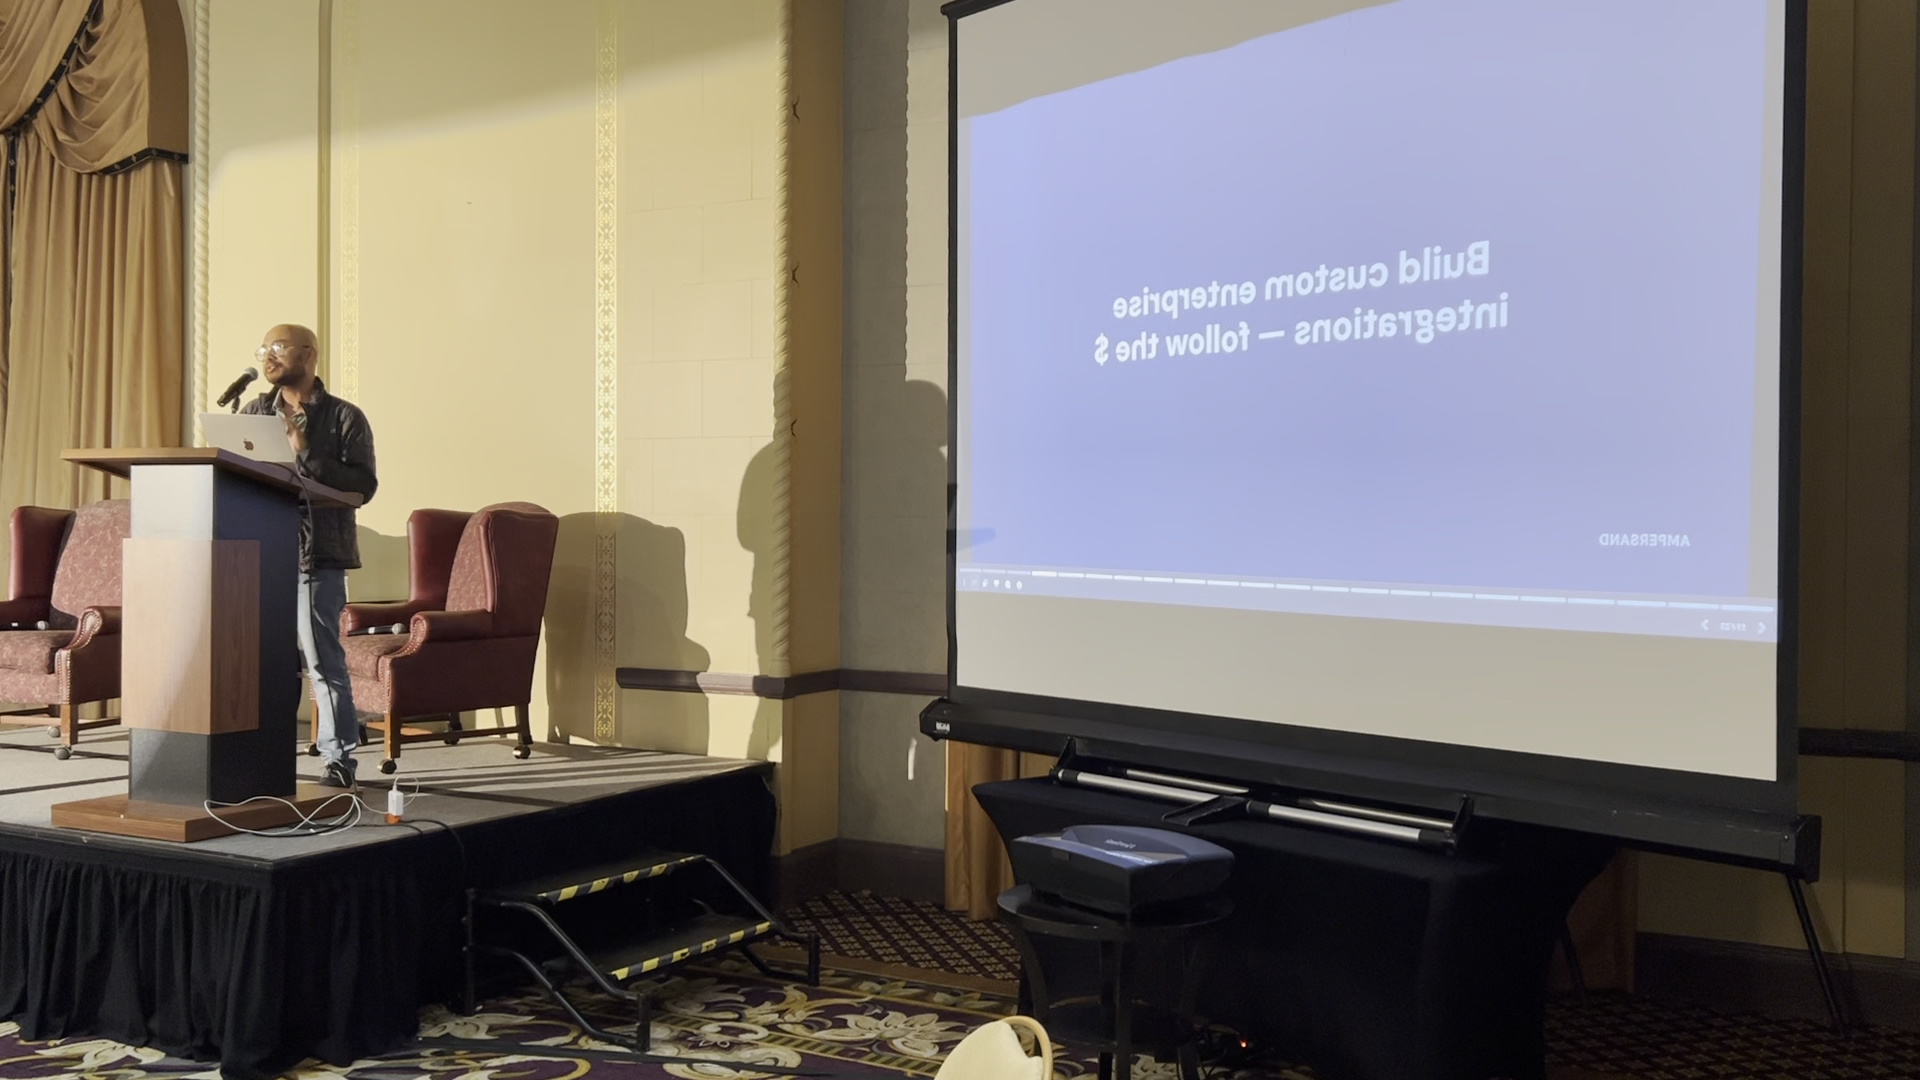 Build custom enterprise
integrations — follow the $
AMPERSAND